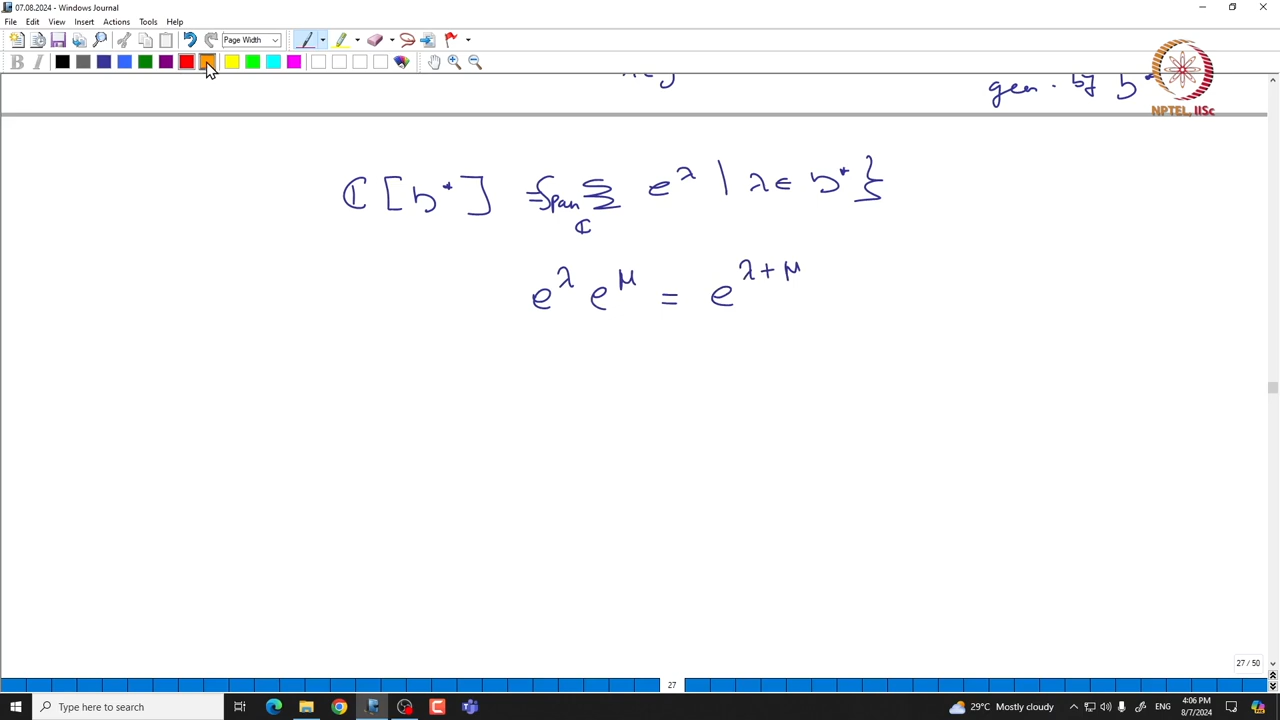 07.08.2024 - Windows Journal
File Edit View Insert Actions Tools Help
B I Page Width
NPTEL, IISc
gen. by 𝔥*
ℂ[𝔥*] = Span_ℂ { e^λ | λ ∈ 𝔥* }
e^λ e^μ = e^{λ+μ}
27 / 50
27
Type here to search
29°C Mostly cloudy
ENG
4:06 PM
8/7/2024